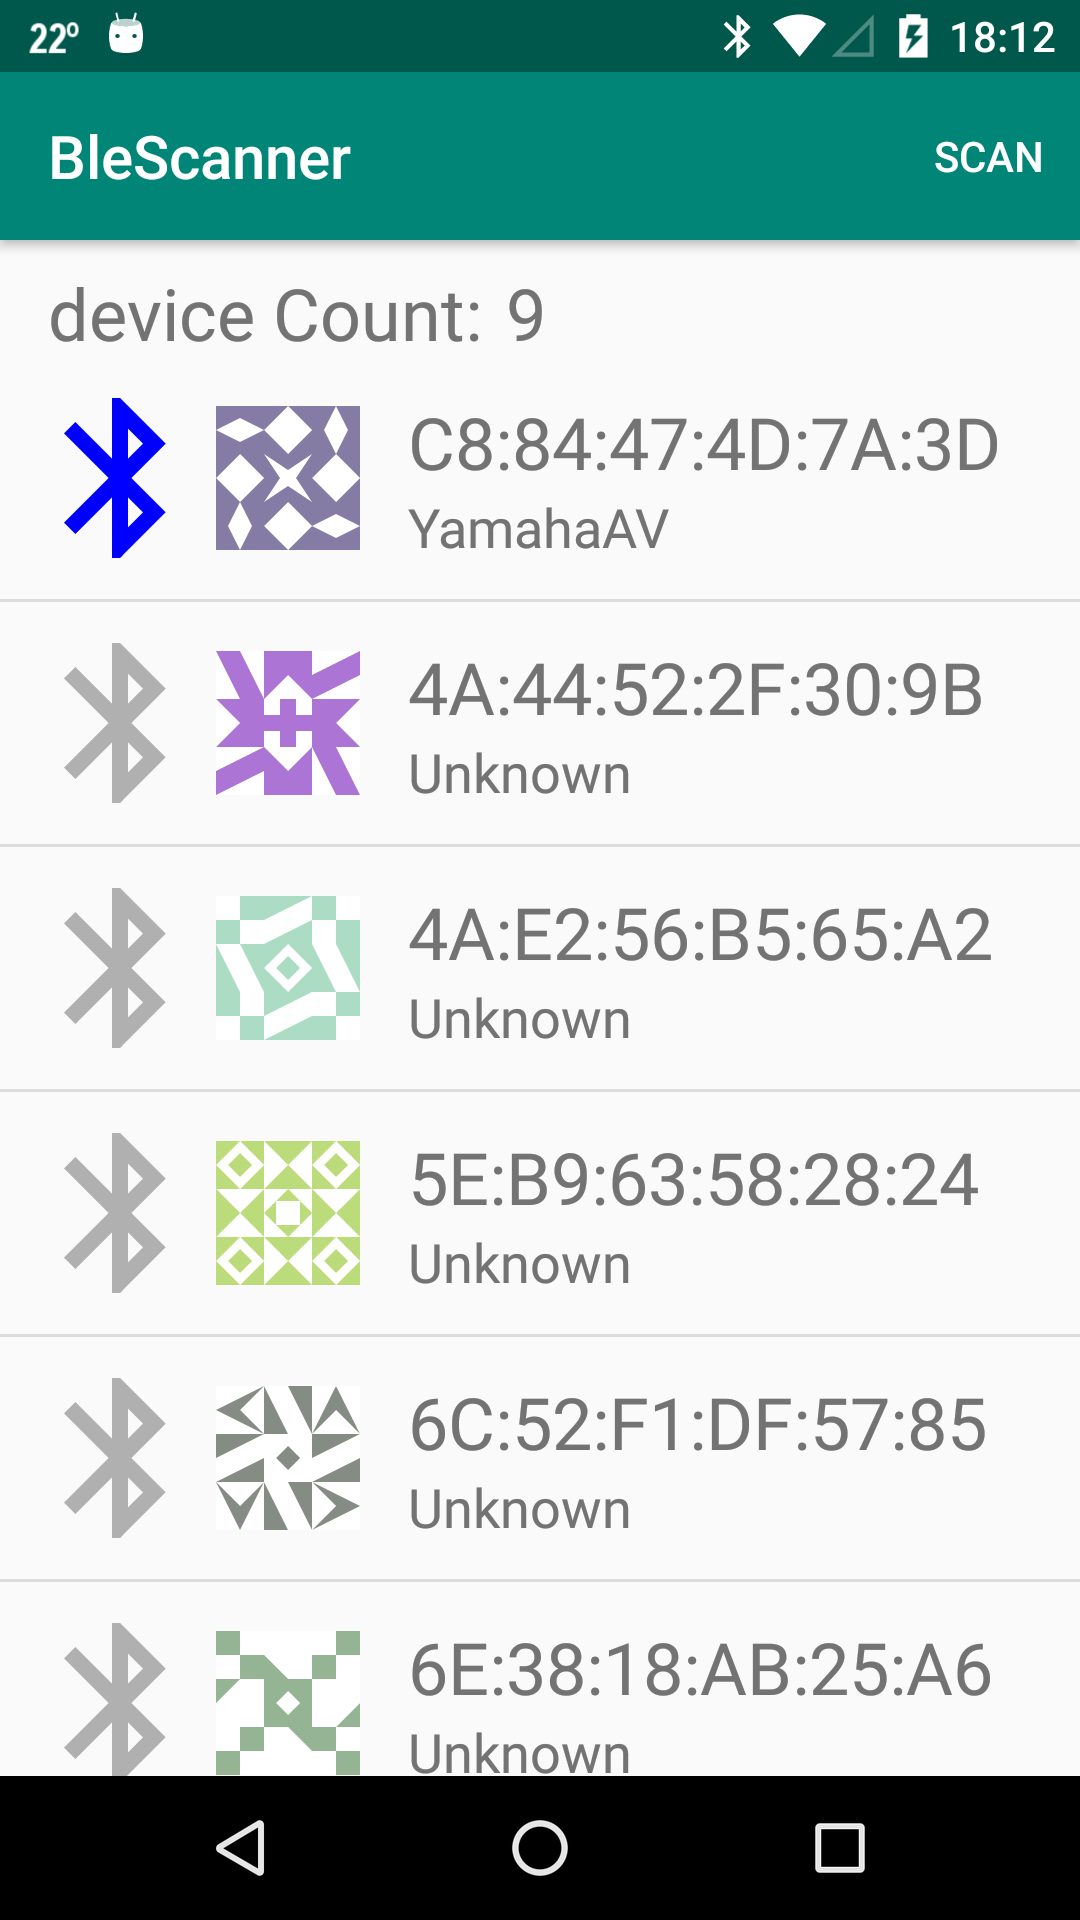 22º 18:12
BleScanner SCAN
device Count: 9
C8:84:47:4D:7A:3D
YamahaAV
4A:44:52:2F:30:9B
Unknown
4A:E2:56:B5:65:A2
Unknown
5E:B9:63:58:28:24
Unknown
6C:52:F1:DF:57:85
Unknown
6E:38:18:AB:25:A6
Unknown